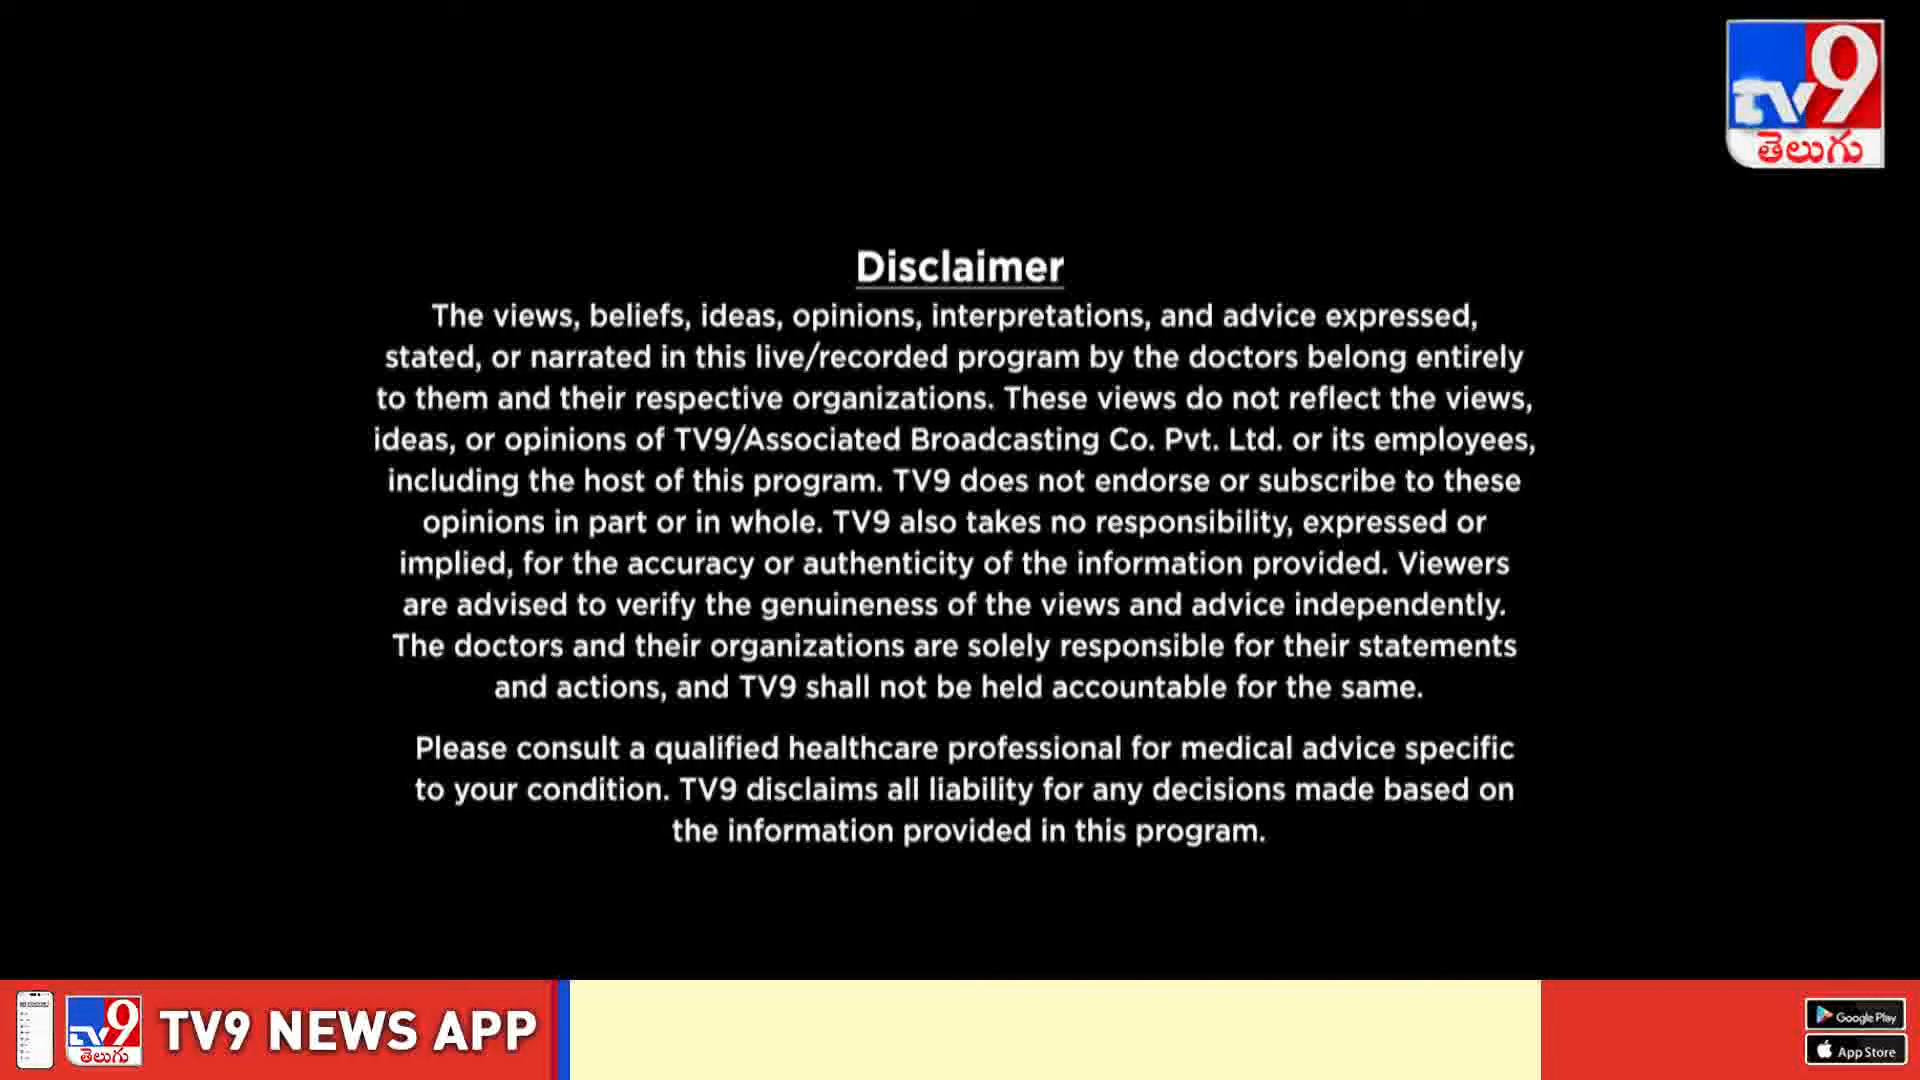 TV9
తెలుగు
Disclaimer
The views, beliefs, ideas, opinions, interpretations, and advice expressed,
stated, or narrated in this live/recorded program by the doctors belong entirely
to them and their respective organizations. These views do not reflect the views,
ideas, or opinions of TV9/Associated Broadcasting Co. Pvt. Ltd. or its employees,
including the host of this program. TV9 does not endorse or subscribe to these
opinions in part or in whole. TV9 also takes no responsibility, expressed or
implied, for the accuracy or authenticity of the information provided. Viewers
are advised to verify the genuineness of the views and advice independently.
The doctors and their organizations are solely responsible for their statements
and actions, and TV9 shall not be held accountable for the same.
Please consult a qualified healthcare professional for medical advice specific
to your condition. TV9 disclaims all liability for any decisions made based on
the information provided in this program.
TV9
తెలుగు
TV9 NEWS APP
Google Play
App Store